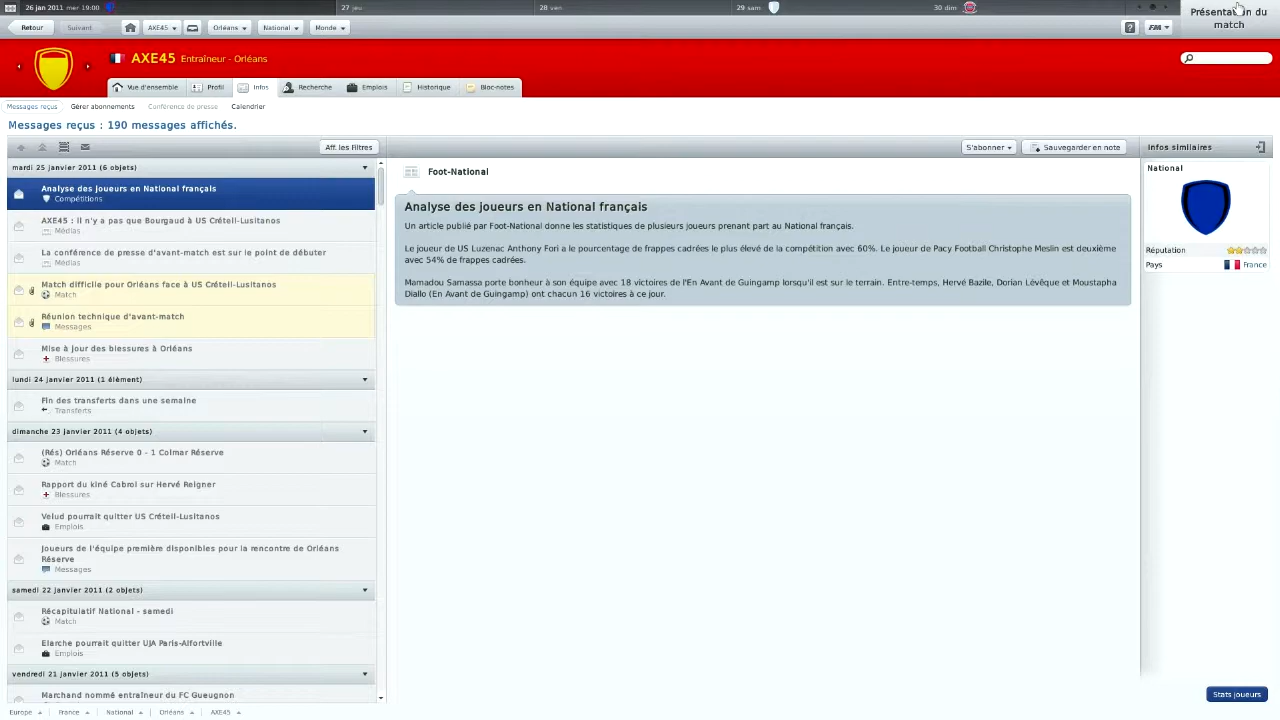 26 jan 2011 mer 19:00
27 jeu
28 ven
29 sam
30 dim
Présentation du match
Retour
Suivant
AXE45
Orléans
National
Monde
?
FM
AXE45 Entraîneur - Orléans
Vue d'ensemble
Profil
Infos
Recherche
Emplois
Historique
Bloc-notes
Messages reçus
Gérer abonnements
Conférence de presse
Calendrier
Messages reçus : 190 messages affichés.
Aff. les Filtres
S'abonner
Sauvegarder en note
Infos similaires
mardi 25 janvier 2011 (6 objets)
Analyse des joueurs en National français
Compétitions
AXE45 : il n'y a pas que Bourgaud à US Créteil-Lusitanos
Médias
La conférence de presse d'avant-match est sur le point de débuter
Médias
Match difficile pour Orléans face à US Créteil-Lusitanos
Match
Réunion technique d'avant-match
Messages
Mise à jour des blessures à Orléans
Blessures
lundi 24 janvier 2011 (1 élément)
Fin des transferts dans une semaine
Transferts
dimanche 23 janvier 2011 (4 objets)
(Rés) Orléans Réserve 0 - 1 Colmar Réserve
Match
Rapport du kiné Cabrol sur Hervé Reigner
Blessures
Velud pourrait quitter US Créteil-Lusitanos
Emplois
Joueurs de l'équipe première disponibles pour la rencontre de Orléans
Réserve
Messages
samedi 22 janvier 2011 (2 objets)
Récapitulatif National - samedi
Match
Elarche pourrait quitter UJA Paris-Alfortville
Emplois
vendredi 21 janvier 2011 (5 objets)
Marchand nommé entraîneur du FC Gueugnon
Foot-National
Analyse des joueurs en National français
Un article publié par Foot-National donne les statistiques de plusieurs joueurs prenant part au National français.
Le joueur de US Luzenac Anthony Fori a le pourcentage de frappes cadrées le plus élevé de la compétition avec 60%. Le joueur de Pacy Football Christophe Meslin est deuxième
avec 54% de frappes cadrées.
Mamadou Samassa porte bonheur à son équipe avec 18 victoires de l'En Avant de Guingamp lorsqu'il est sur le terrain. Entre-temps, Hervé Bazile, Dorian Lévêque et Moustapha
Diallo (En Avant de Guingamp) ont chacun 16 victoires à ce jour.
National
Réputation
Pays France
Stats joueurs
Europe
France
National
Orléans
AXE45